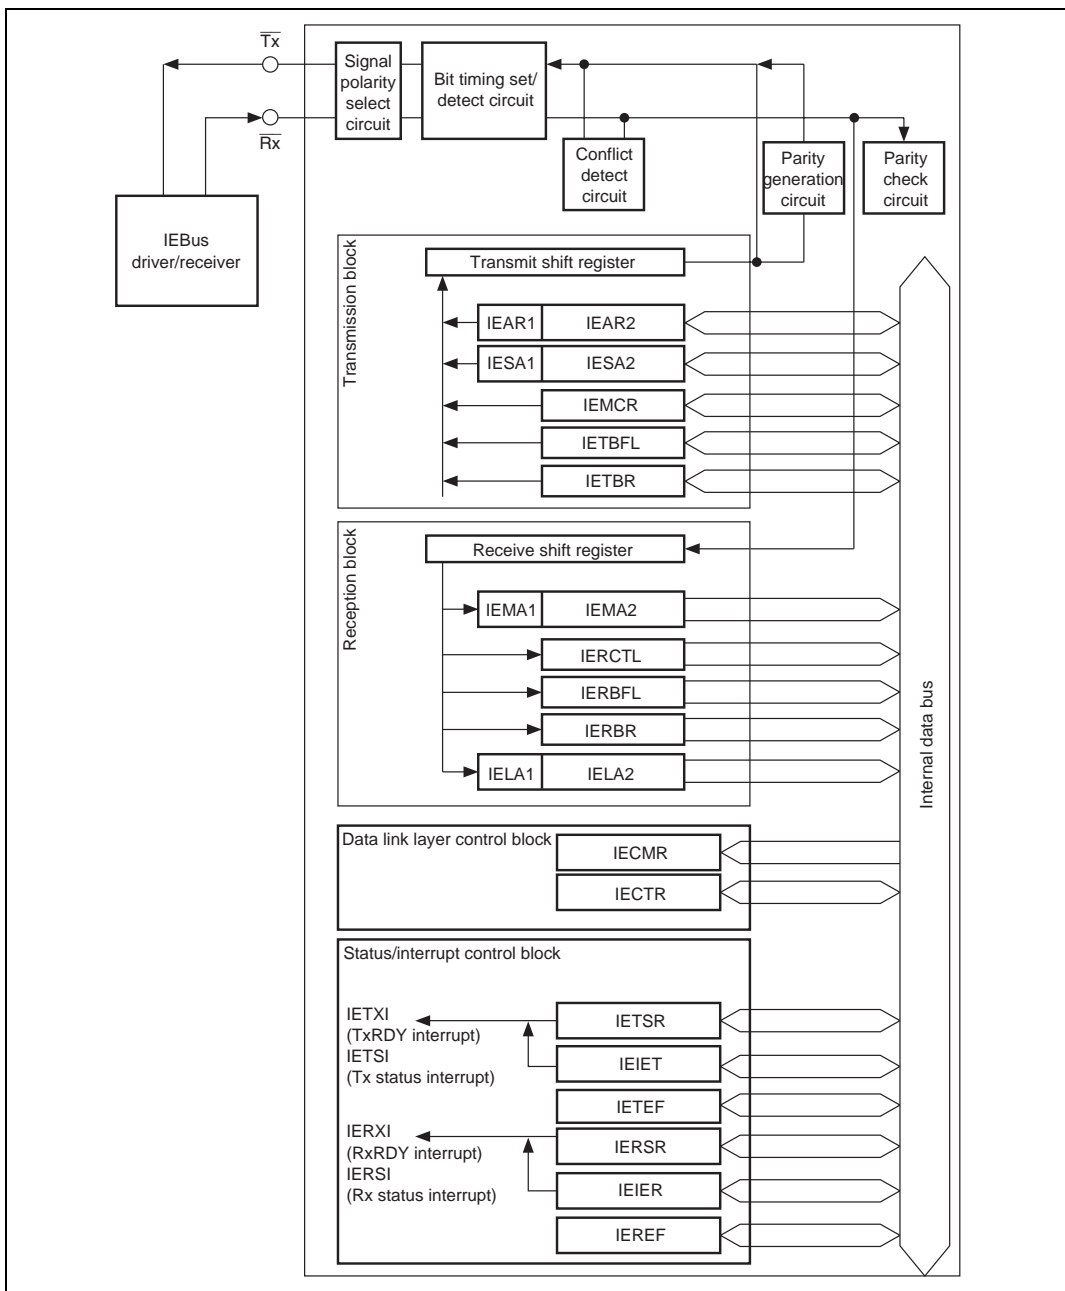 Tx
Rx
Signal
polarity
select
circuit
Bit timing set/
detect circuit
Conflict
detect
circuit
Parity
generation
circuit
Parity
check
circuit
IEBus
driver/receiver
Transmission block
Transmit shift register
IEAR1
IEAR2
IESA1
IESA2
IEMCR
IETBFL
IETBR
Reception block
Receive shift register
IEMA1
IEMA2
IERCTL
IERBFL
IERBR
IELA1
IELA2
Internal data bus
Data link layer control block
IECMR
IECTR
Status/interrupt control block
IETXI
(TxRDY interrupt)
IETSI
(Tx status interrupt)
IETSR
IEIET
IETEF
IERXI
(RxRDY interrupt)
IERSI
(Rx status interrupt)
IERSR
IEIER
IEREF